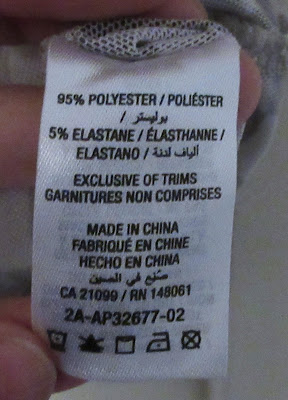 95% POLYESTER / POLIÉSTER
/ بوليستر
5% ELASTANE / ÉLASTHANNE /
ELASTANO / ألياف لدنة /
EXCLUSIVE OF TRIMS
GARNITURES NON COMPRISES
MADE IN CHINA
FABRIQUÉ EN CHINE
HECHO EN CHINA
صنع في الصين
CA 21099 / RN 148061
2A-AP32677-02